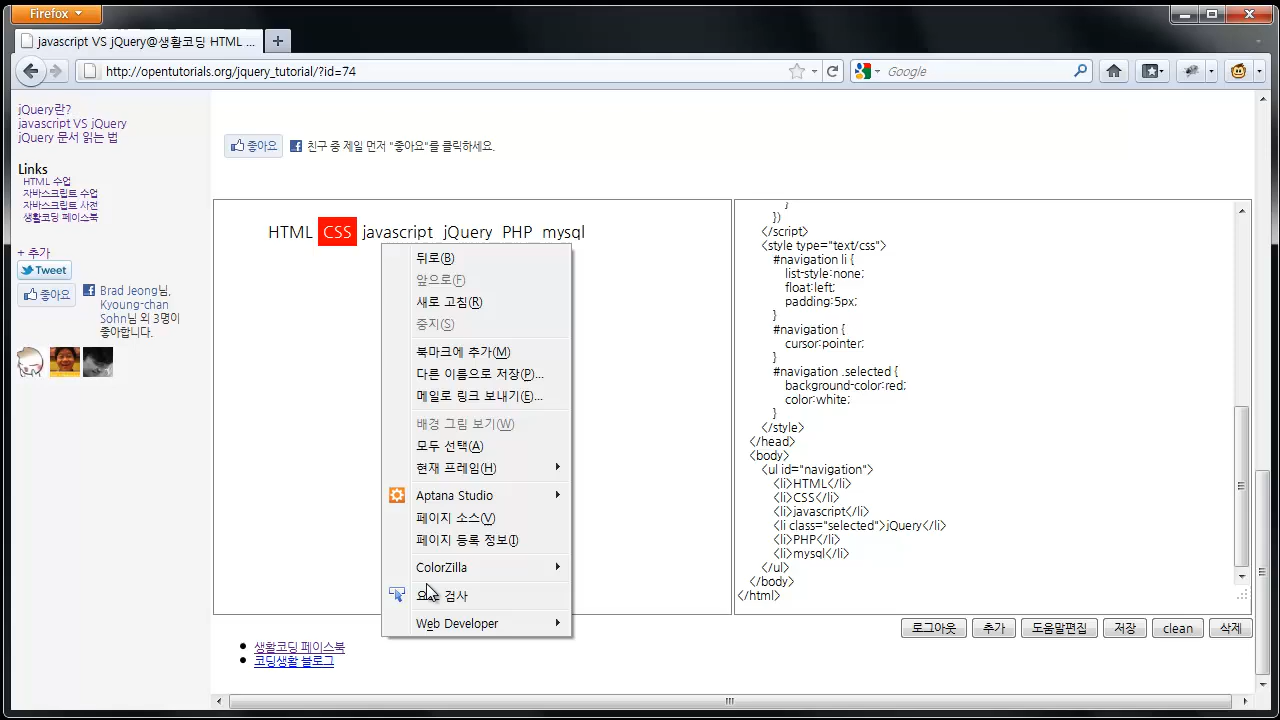 Firefox
javascript VS jQuery@생활코딩 HTML ...
http://opentutorials.org/jquery_tutorial/?id=74
Google
jQuery란?
javascript VS jQuery
jQuery 문서 읽는 법
Links
HTML 수업
자바스크립트 수업
자바스크립트 사전
생활코딩 페이스북
+ 추가
Tweet
좋아요
Brad Jeong님,
Kyoung-chan
Sohn님 외 3명이
좋아합니다.
좋아요 친구 중 제일 먼저 "좋아요"를 클릭하세요.
HTML CSS javascript jQuery PHP mysql
뒤로(B)
앞으로(F)
새로 고침(R)
중지(S)
북마크에 추가(M)
다른 이름으로 저장(P)...
메일로 링크 보내기(E)...
배경 그림 보기(W)
모두 선택(A)
현재 프레임(H)
Aptana Studio
페이지 소스(V)
페이지 등록 정보(I)
ColorZilla
요소 검사
Web Developer
}
})
</script>
<style type="text/css">
#navigation li {
list-style:none;
float:left;
padding:5px;
}
#navigation {
cursor:pointer;
}
#navigation .selected {
background-color:red;
color:white;
}
</style>
</head>
<body>
<ul id="navigation">
<li>HTML</li>
<li>CSS</li>
<li>javascript</li>
<li class="selected">jQuery</li>
<li>PHP</li>
<li>mysql</li>
</ul>
</body>
</html>
로그아웃 추가 도움말편집 저장 clean 삭제
생활코딩 페이스북
코딩생활 블로그